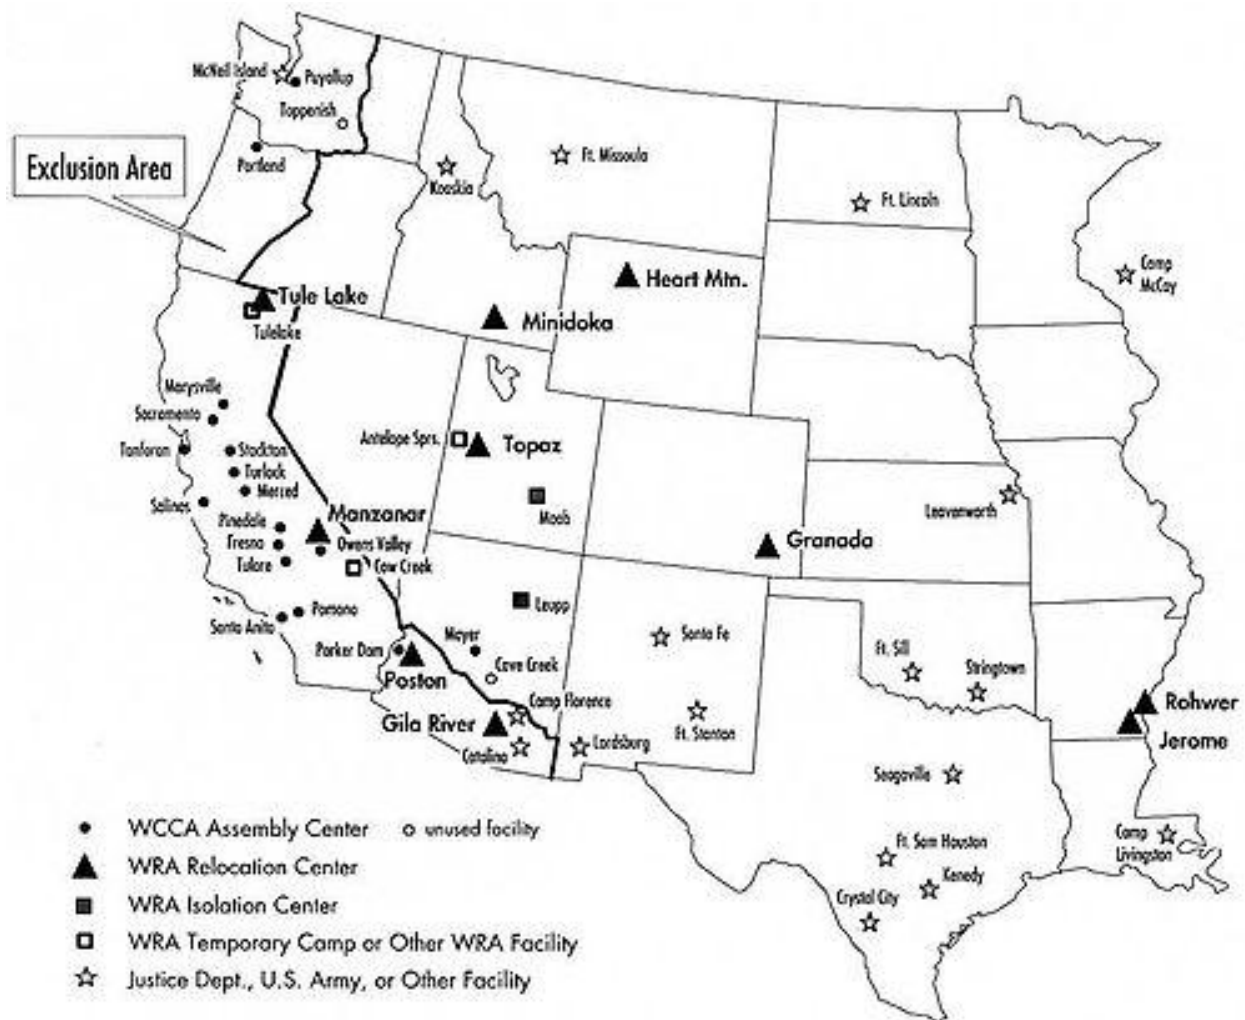 McNeil Island
Puyallup
Toppenish
Portland
Exclusion Area
Kooskia
Ft. Missoula
Ft. Lincoln
Camp
McCoy
Heart Mtn.
Tule Lake
Tulelake
Minidoka
Marysville
Sacramento
Tanforan
Stockton
Turlock
Merced
Salinas
Antelope Sprs.
Topaz
Moab
Pinedale
Fresno
Tulare
Manzanar
Owens Valley
Cow Creek
Granada
Leavenworth
Leupp
Pomona
Santa Anita
Parker Dam
Poston
Mayer
Cave Creek
Camp Florence
Gila River
Catalina
Lordsburg
Santa Fe
Ft. Stanton
Ft. Sill
Stringtown
Rohwer
Jerome
Seagoville
Ft. Sam Houston
Kenedy
Crystal City
Camp
Livingston
WCCA Assembly Center
unused facility
WRA Relocation Center
WRA Isolation Center
WRA Temporary Camp or Other WRA Facility
Justice Dept., U.S. Army, or Other Facility